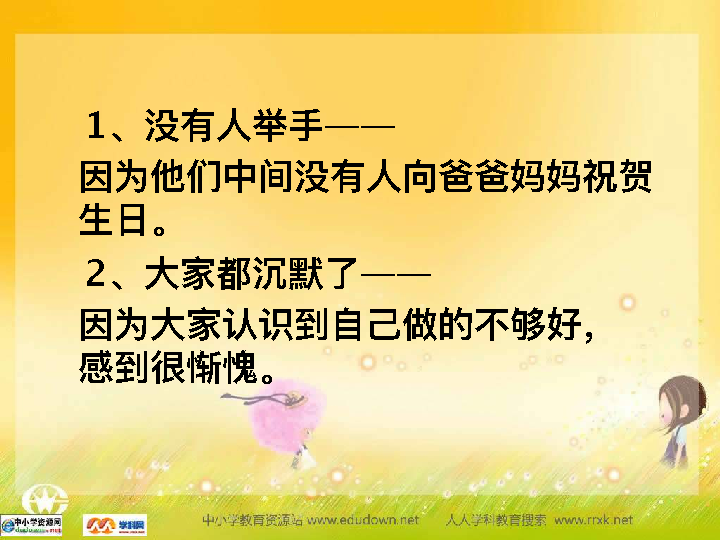 1、没有人举手——
因为他们中间没有人向爸爸妈妈祝贺
生日。
2、大家都沉默了——
因为大家认识到自己做的不够好，
感到很惭愧。
中小学资源网
学科网
中小学教育资源站 www.edudown.net 人人学科教育搜索 www.rrxk.net